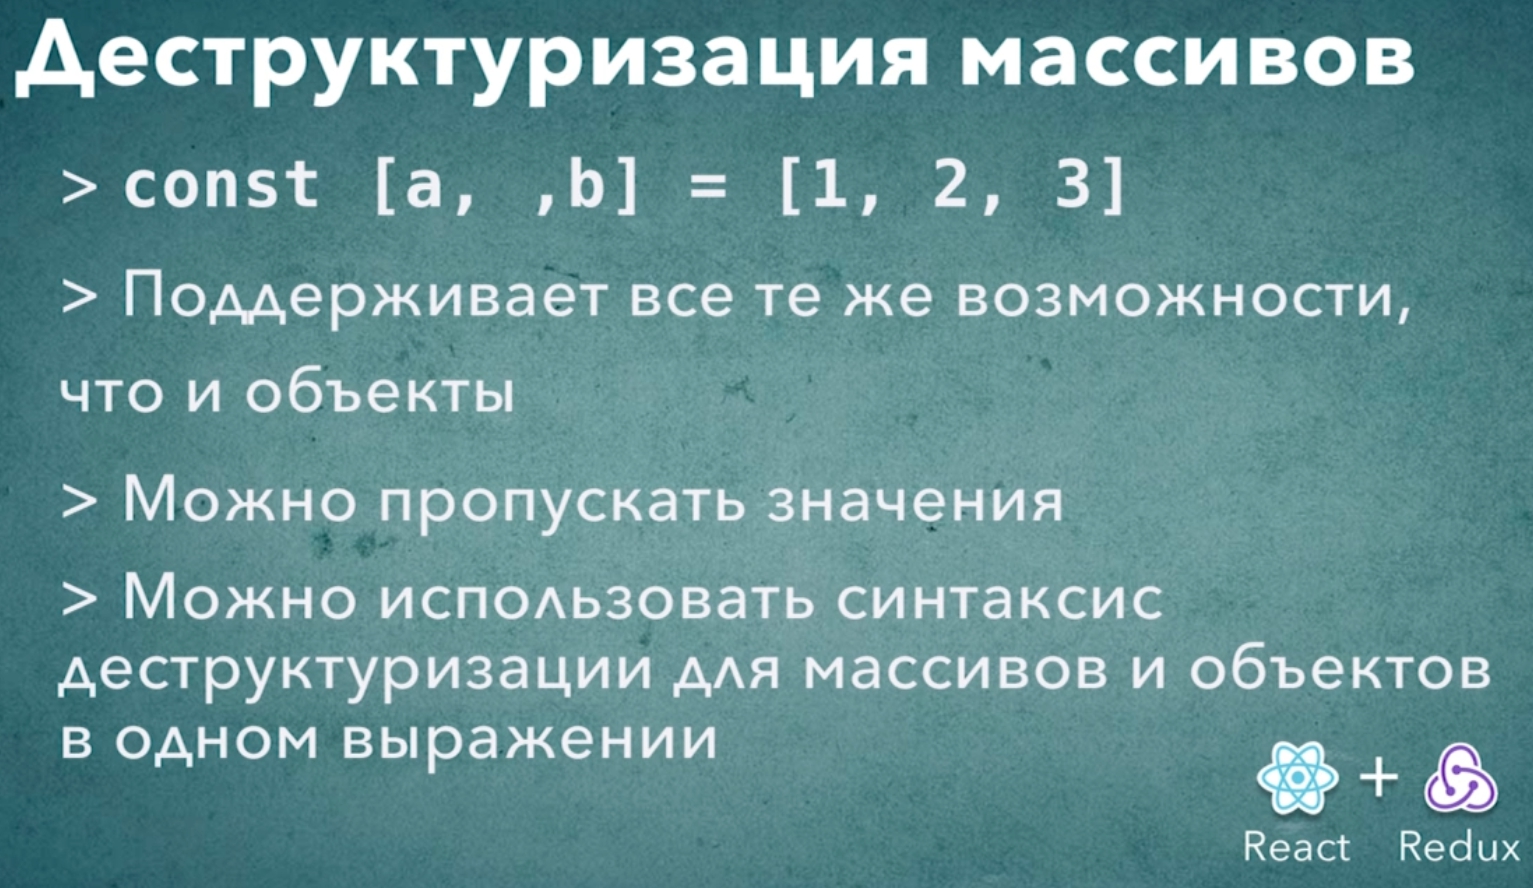 Деструктуризация массивов
> const [a, ,b] = [1, 2, 3]
> Поддерживает все те же возможности,
что и объекты
> Можно пропускать значения
> Можно использовать синтаксис
деструктуризации для массивов и объектов
в одном выражении
+
React Redux